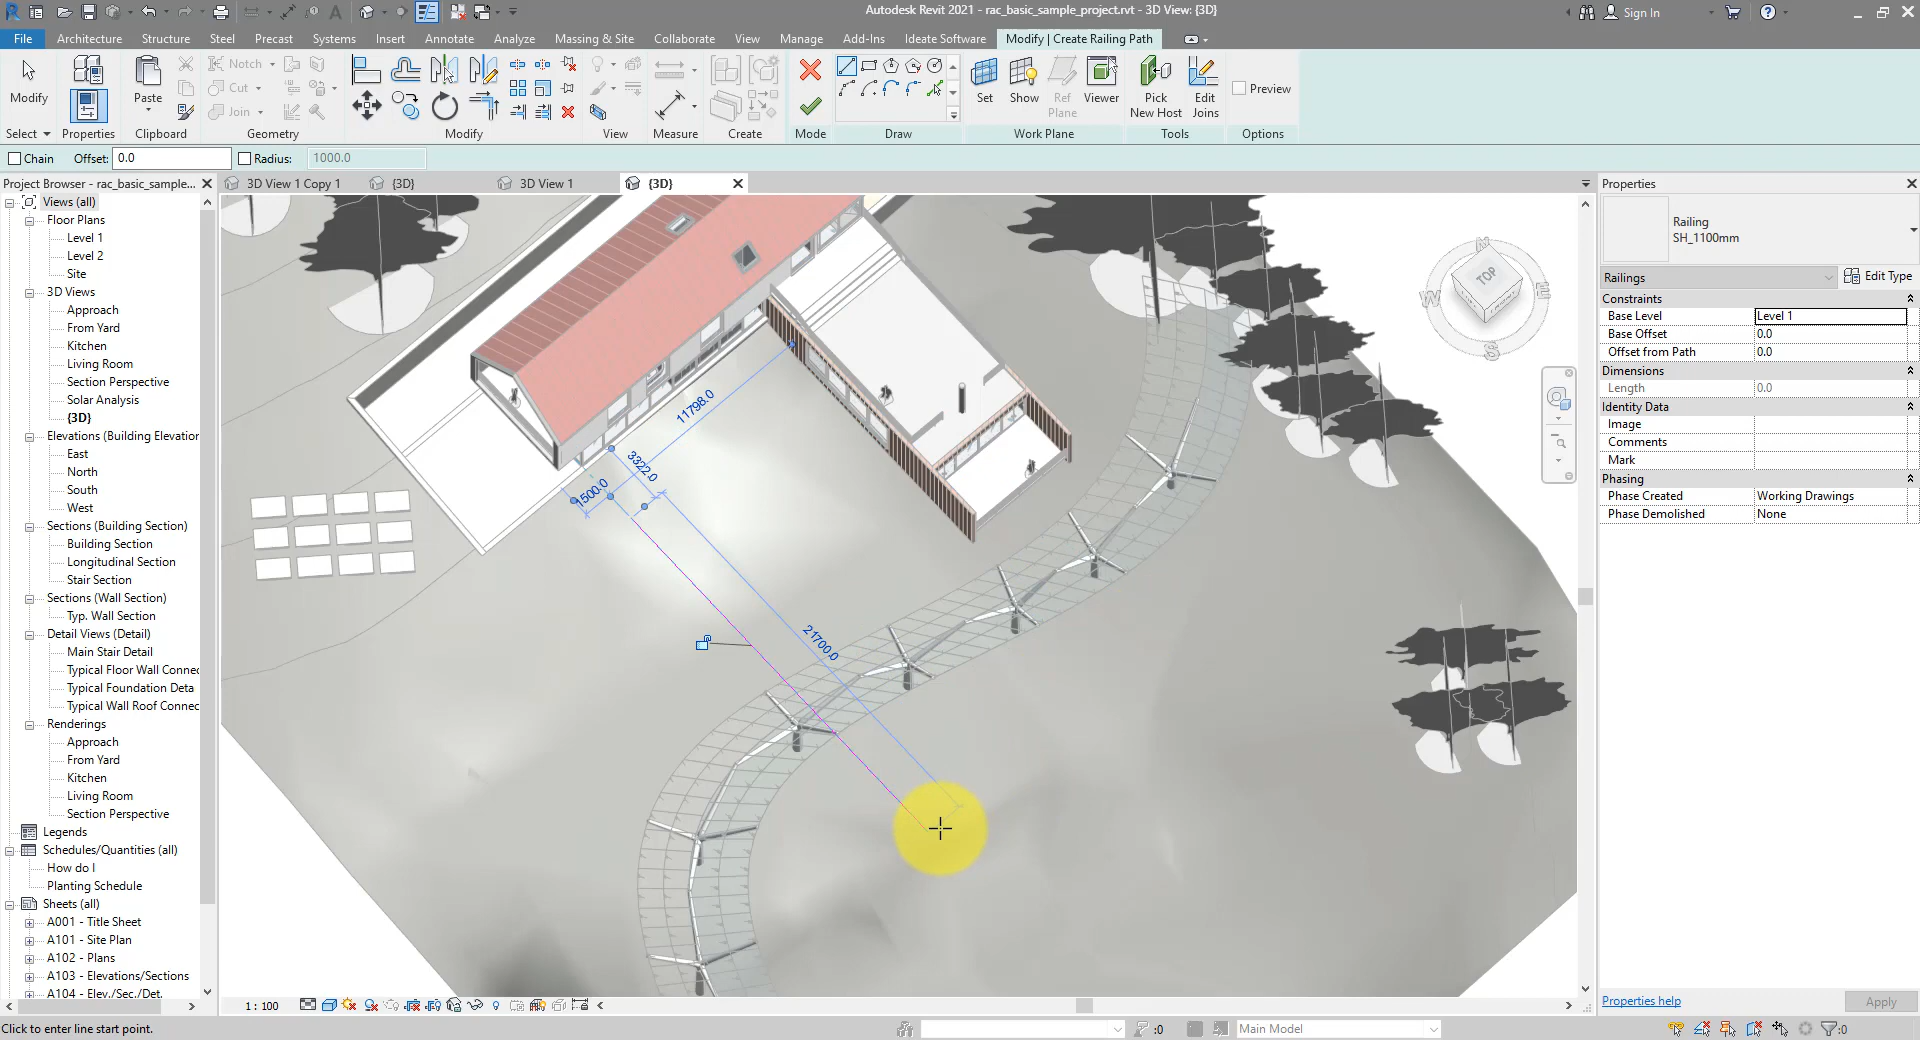 Autodesk Revit 2021 - rac_basic_sample_project.rvt - 3D View: {3D}
Sign In
File Architecture Structure Steel Precast Systems Insert Annotate Analyze Massing & Site Collaborate View Manage Add-Ins Ideate Software Modify | Create Railing Path
Modify
Paste
Notch
Cut
Join
Set
Show
Ref
Plane
Viewer
Pick
New Host
Edit
Joins
Preview
Select Properties Clipboard Geometry Modify View Measure Create Mode Draw Work Plane Tools Options
Chain Offset: 0.0 Radius: 1000.0
Project Browser - rac_basic_sample...
3D View 1 Copy 1
{3D}
3D View 1
{3D}
Views (all)
Floor Plans
Level 1
Level 2
Site
3D Views
Approach
From Yard
Kitchen
Living Room
Section Perspective
Solar Analysis
{3D}
Elevations (Building Elevation
East
North
South
West
Sections (Building Section)
Building Section
Longitudinal Section
Stair Section
Sections (Wall Section)
Typ. Wall Section
Detail Views (Detail)
Main Stair Detail
Typical Floor Wall Connec
Typical Foundation Deta
Typical Wall Roof Connec
Renderings
Approach
From Yard
Kitchen
Living Room
Section Perspective
Legends
Schedules/Quantities (all)
How do I
Planting Schedule
Sheets (all)
A001 - Title Sheet
A101 - Site Plan
A102 - Plans
A103 - Elevations/Sections
A104 - Elev./Sec./Det.
11798.0
3322.0
1500.0
21700.0
TOP
N
E
S
W
Properties
Railing
SH_1100mm
Railings
Edit Type
Constraints
Base Level Level 1
Base Offset 0.0
Offset from Path 0.0
Dimensions
Length 0.0
Identity Data
Image
Comments
Mark
Phasing
Phase Created Working Drawings
Phase Demolished None
Properties help
Apply
1 : 100
Click to enter line start point.
:0
Main Model
:0